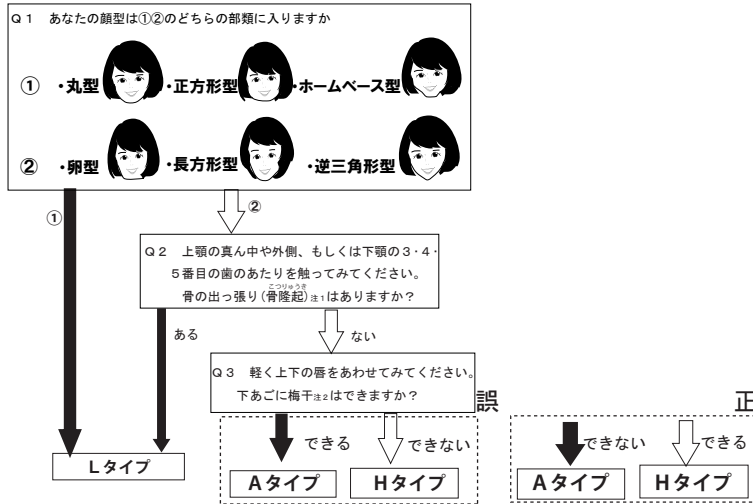 Q1 あなたの顔型は①②のどちらの部類に入りますか
① ・丸型 ・正方形型 ・ホームベース型
② ・卵型 ・長方形型 ・逆三角形型
① ②
Q2 上顎の真ん中や外側、もしくは下顎の3・4・
5番目の歯のあたりを触ってみてください。
こつりゅうき
骨の出っ張り(骨隆起)注1はありますか?
ある ない
Q3 軽く上下の唇をあわせてみてください。
下あごに梅干注2はできますか?
誤 正
できる できない できない できる
Lタイプ Aタイプ Hタイプ Aタイプ Hタイプ